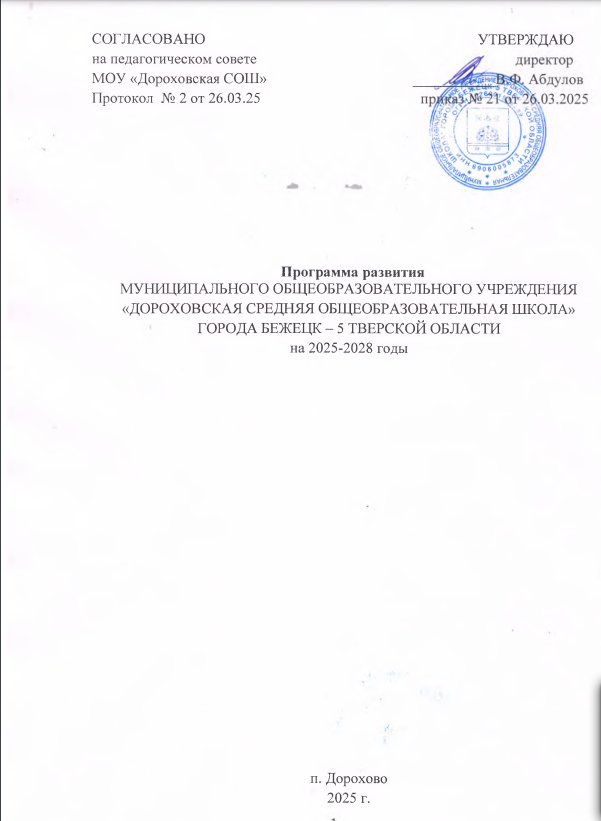 СОГЛАСОВАНО
на педагогическом совете
МОУ «Дороховская СОШ»
Протокол № 2 от 26.03.25
УТВЕРЖДАЮ
директор
В.Ф. Абдулов
приказ № 21 от 26.03.2025
Программа развития
МУНИЦИПАЛЬНОГО ОБЩЕОБРАЗОВАТЕЛЬНОГО УЧРЕЖДЕНИЯ
«ДОРОХОВСКАЯ СРЕДНЯЯ ОБЩЕОБРАЗОВАТЕЛЬНАЯ ШКОЛА»
ГОРОДА БЕЖЕЦК – 5 ТВЕРСКОЙ ОБЛАСТИ
на 2025-2028 годы
п. Дорохово
2025 г.